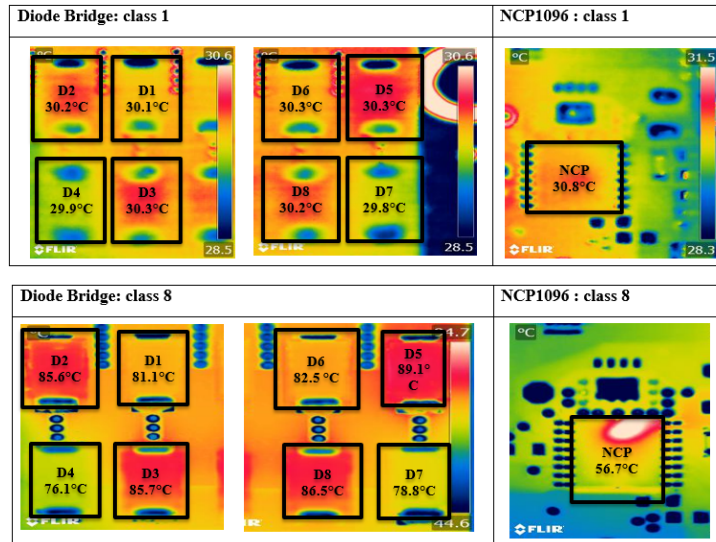 Diode Bridge: class 1
NCP1096 : class 1
°C
30.6
D2
30.2°C
D1
30.1°C
D4
29.9°C
D3
30.3°C
28.5
FLIR
°C
30.6
D6
30.3°C
D5
30.3°C
D8
30.2°C
D7
29.8°C
28.5
FLIR
°C
31.5
NCP
30.8°C
28.3
FLIR
Diode Bridge: class 8
NCP1096 : class 8
°C
D2
85.6°C
D1
81.1°C
D4
76.1°C
D3
85.7°C
FLIR
D6
82.5°C
D5
89.1°
C
D8
86.5°C
D7
78.8°C
44.6
FLIR
°C
NCP
56.7°C
FLIR